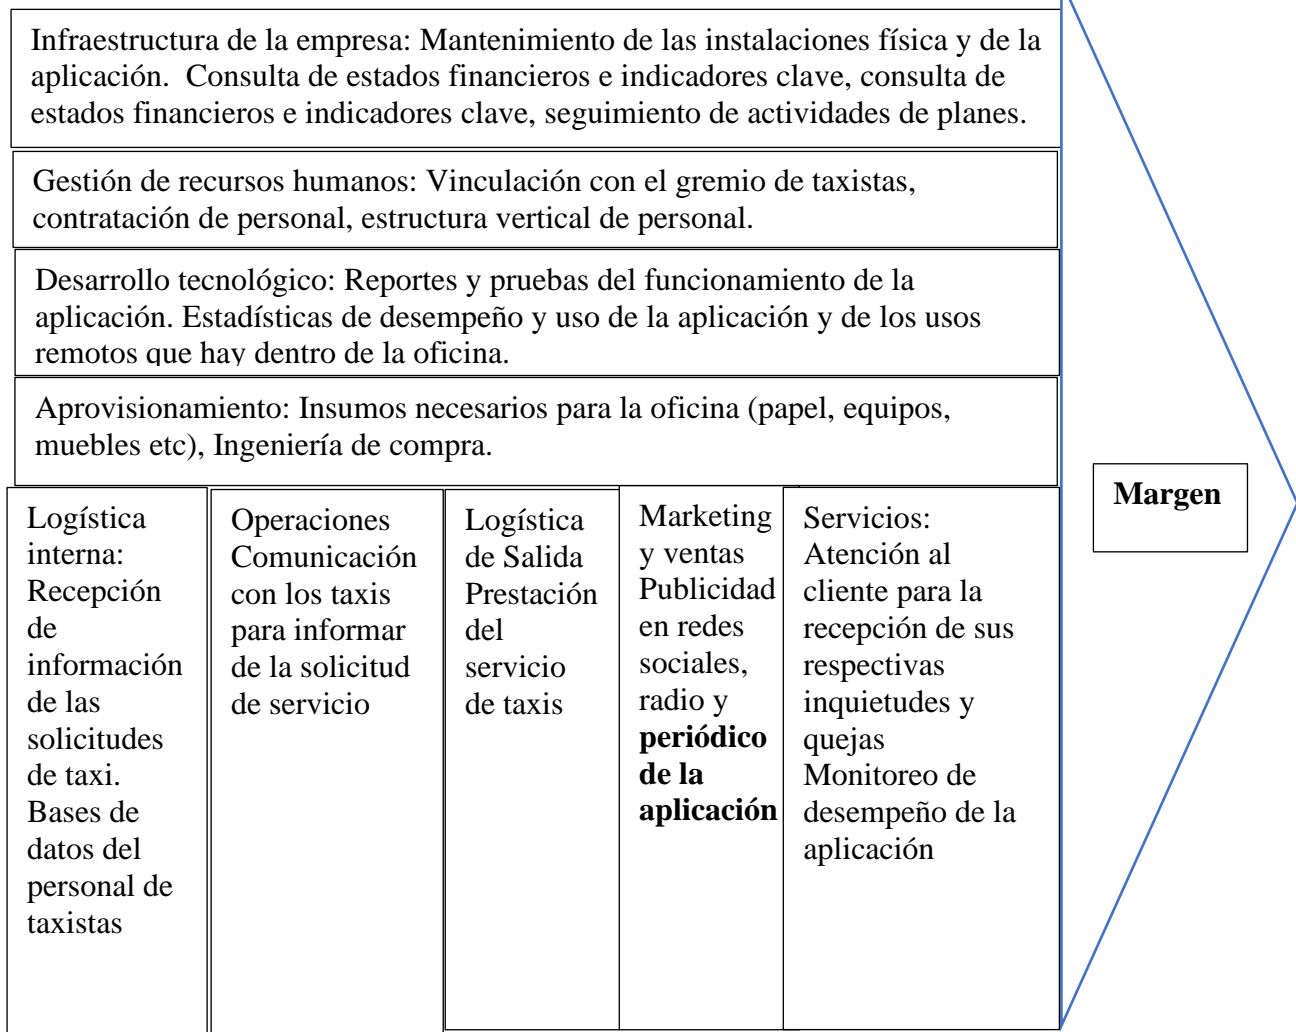 Infraestructura de la empresa: Mantenimiento de las instalaciones física y de la
aplicación.  Consulta de estados financieros e indicadores clave, consulta de
estados financieros e indicadores clave, seguimiento de actividades de planes.
Gestión de recursos humanos: Vinculación con el gremio de taxistas,
contratación de personal, estructura vertical de personal.
Desarrollo tecnológico: Reportes y pruebas del funcionamiento de la
aplicación. Estadísticas de desempeño y uso de la aplicación y de los usos
remotos que hay dentro de la oficina.
Aprovisionamiento: Insumos necesarios para la oficina (papel, equipos,
muebles etc), Ingeniería de compra.
Logística
interna:
Recepción
de
información
de las
solicitudes
de taxi.
Bases de
datos del
personal de
taxistas
Operaciones
Comunicación
con los taxis
para informar
de la solicitud
de servicio
Logística
de Salida
Prestación
del
servicio
de taxis
Marketing
y ventas
Publicidad
en redes
sociales,
radio y
periódico
de la
aplicación
Servicios:
Atención al
cliente para la
recepción de sus
respectivas
inquietudes y
quejas
Monitoreo de
desempeño de la
aplicación
Margen